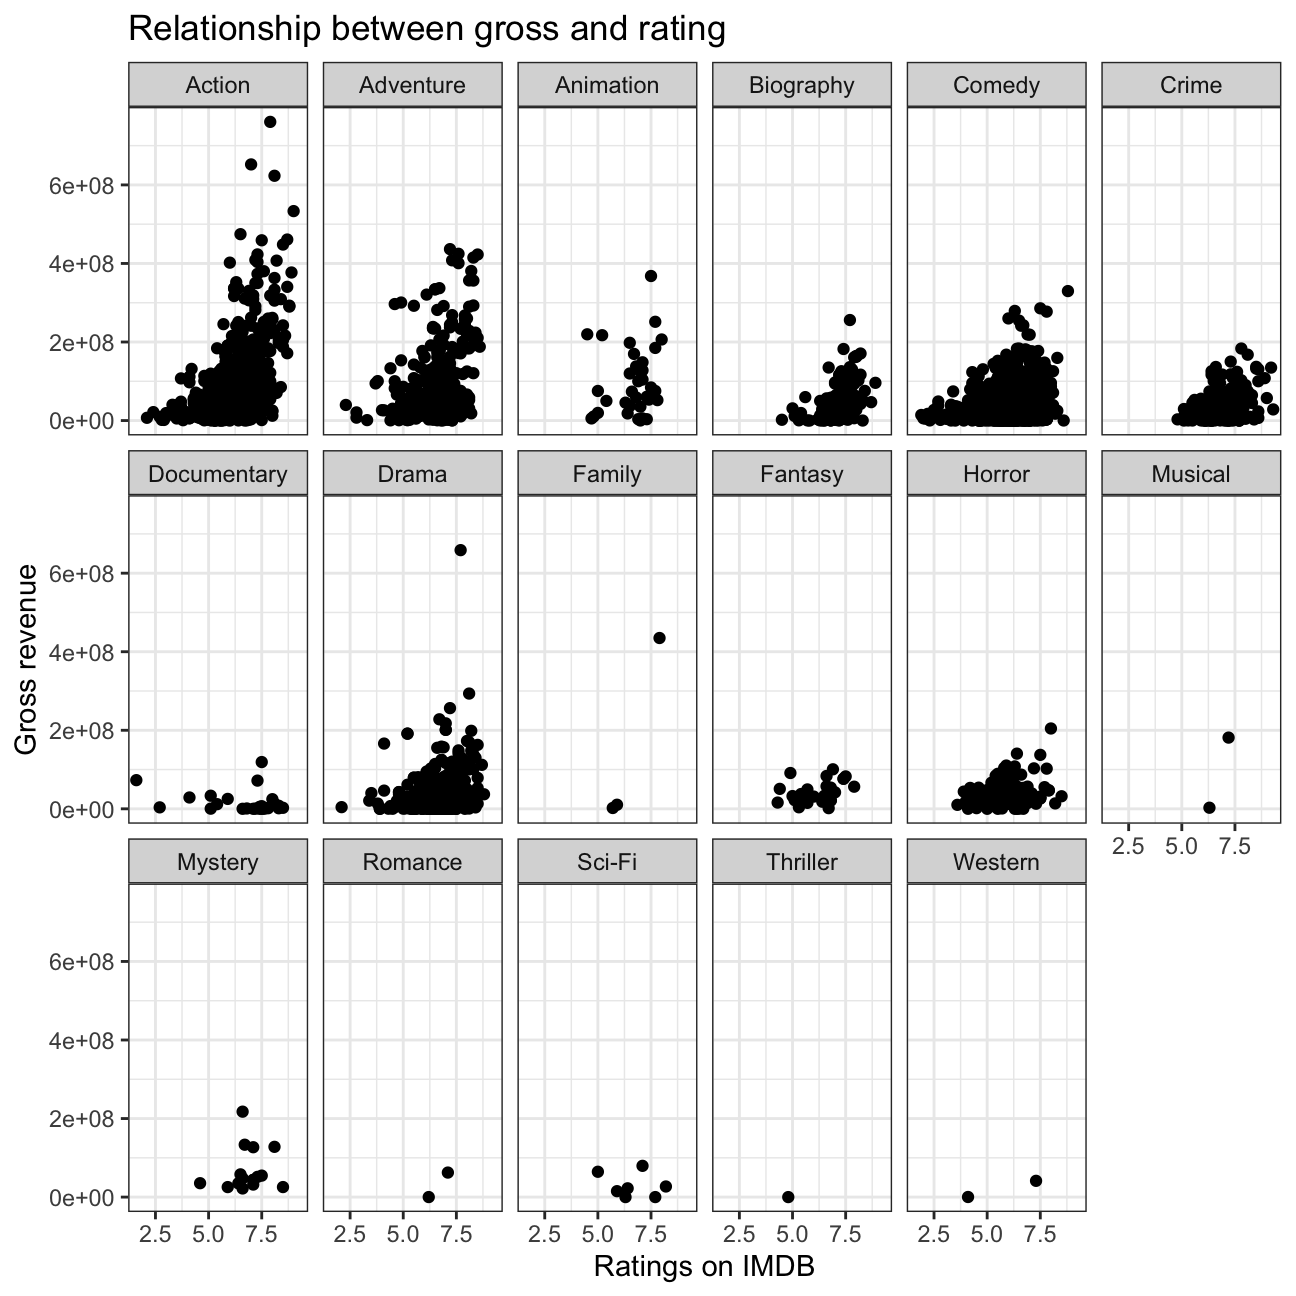 Relationship between gross and rating
Action Adventure Animation Biography Comedy Crime
6e+08
4e+08
2e+08
0e+00
Documentary Drama Family Fantasy Horror Musical
Gross revenue
6e+08
4e+08
2e+08
0e+00
2.5 5.0 7.5
Mystery Romance Sci-Fi Thriller Western
6e+08
4e+08
2e+08
0e+00
2.5 5.0 7.5 2.5 5.0 7.5 2.5 5.0 7.5 2.5 5.0 7.5 2.5 5.0 7.5
Ratings on IMDB